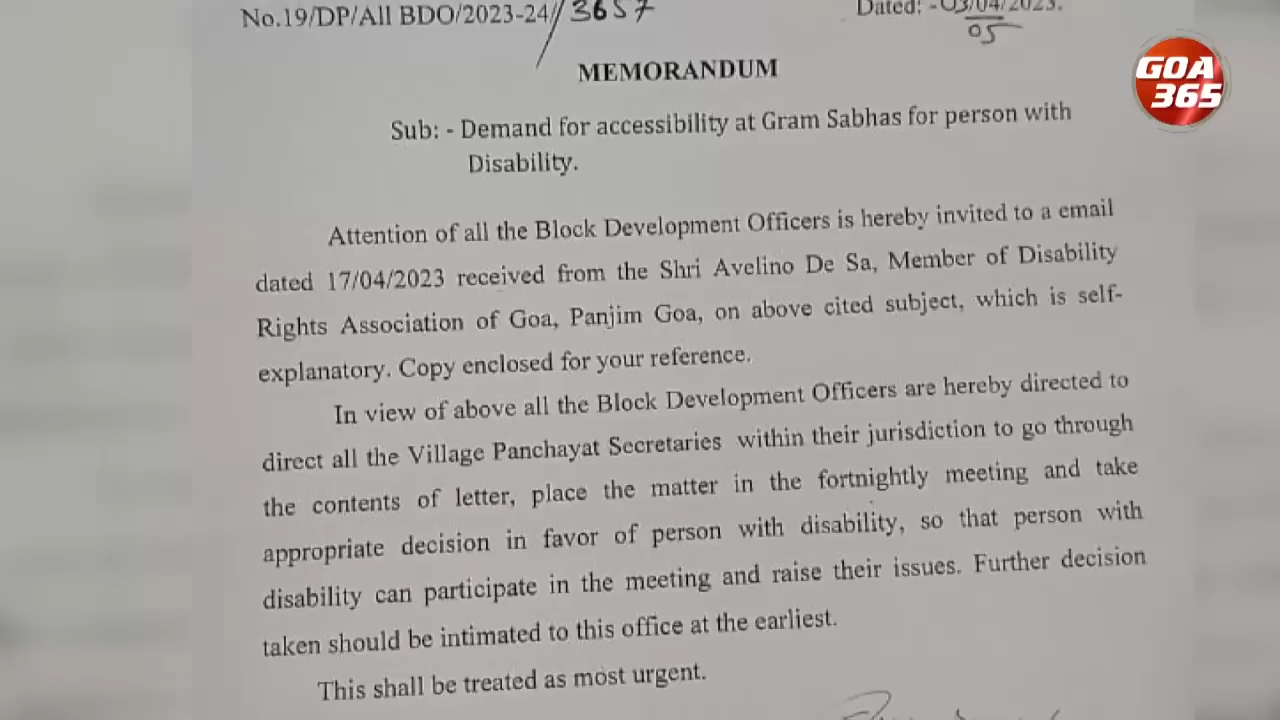 No.19/DP/All BDO/2023-24/ 3657 Dated: -03/04/2023.
05
MEMORANDUM
GOA
365
Sub: - Demand for accessibility at Gram Sabhas for person with
Disability.
Attention of all the Block Development Officers is hereby invited to a email
dated 17/04/2023 received from the Shri Avelino De Sa, Member of Disability
Rights Association of Goa, Panjim Goa, on above cited subject, which is self-
explanatory. Copy enclosed for your reference.
In view of above all the Block Development Officers are hereby directed to
direct all the Village Panchayat Secretaries within their jurisdiction to go through
the contents of letter, place the matter in the fortnightly meeting and take
appropriate decision in favor of person with disability, so that person with
disability can participate in the meeting and raise their issues. Further decision
taken should be intimated to this office at the earliest.
This shall be treated as most urgent.